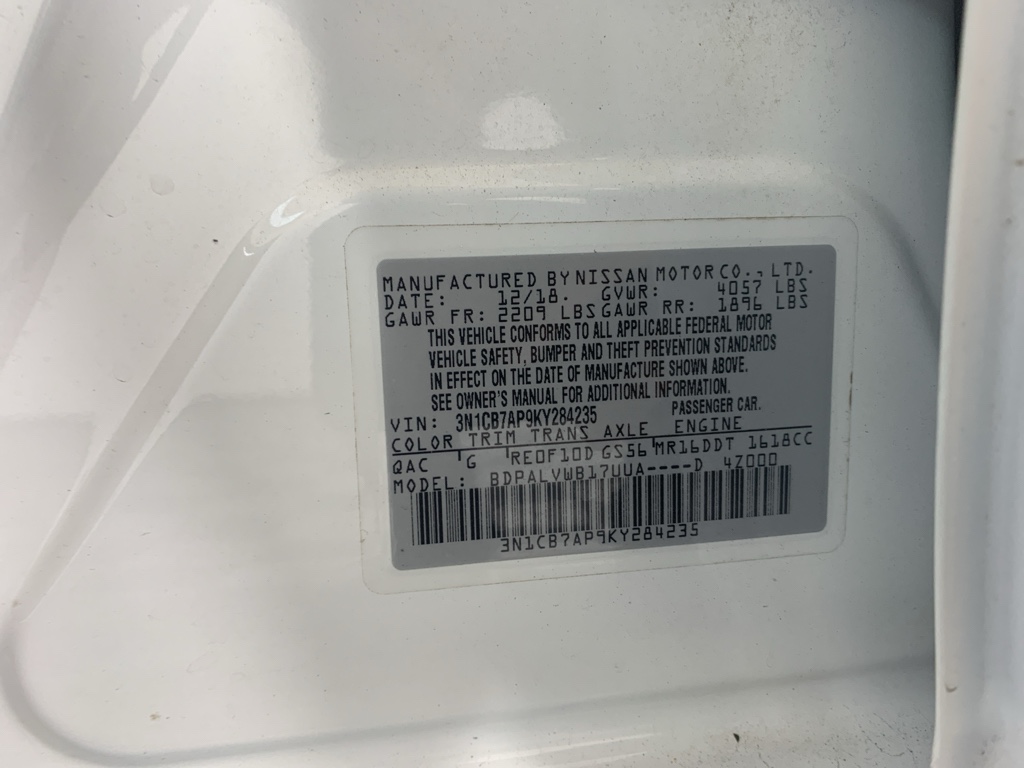 MANUFACTURED BY NISSAN MOTOR CO., LTD.
DATE: 12/18. GVWR: 4057 LBS
GAWR FR: 2209 LBS GAWR RR: 1896 LBS
THIS VEHICLE CONFORMS TO ALL APPLICABLE FEDERAL MOTOR
VEHICLE SAFETY, BUMPER AND THEFT PREVENTION STANDARDS
IN EFFECT ON THE DATE OF MANUFACTURE SHOWN ABOVE.
SEE OWNER'S MANUAL FOR ADDITIONAL INFORMATION.
VIN: 3N1CB7AP9KY284235 PASSENGER CAR.
COLOR TRIM TRANS AXLE ENGINE
QAC G RE0F10D GS56 MR16DDT 1618CC
MODEL: BDPALVWB17UUA----D 4Z000
3N1CB7AP9KY284235